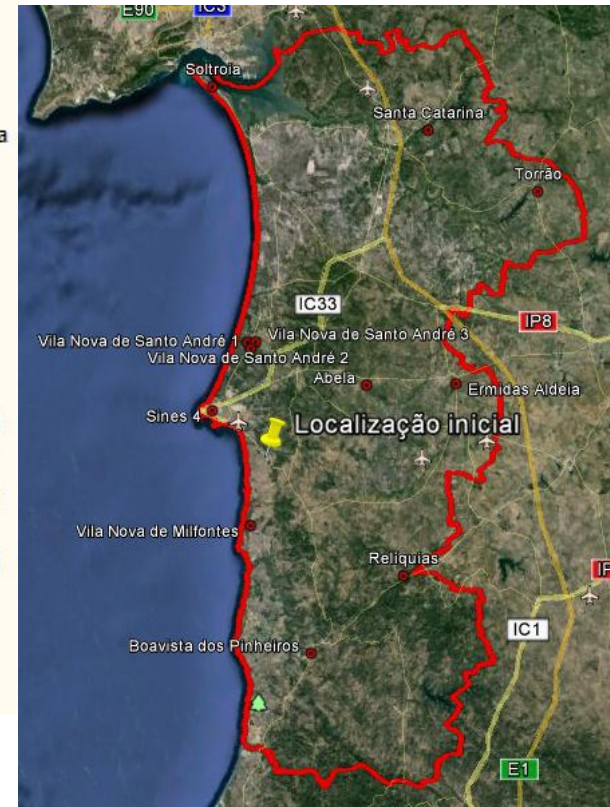 a
E90
IC3
Soltroia
Santa Catarina
Torrão
IC33
IP8
Vila Nova de Santo André 1
Vila Nova de Santo André 3
Vila Nova de Santo André 2
Abela
Ermidas Aldeia
Sines 4
Localização inicial
Vila Nova de Milfontes
Relíquias
IP
IC1
Boavista dos Pinheiros
E1